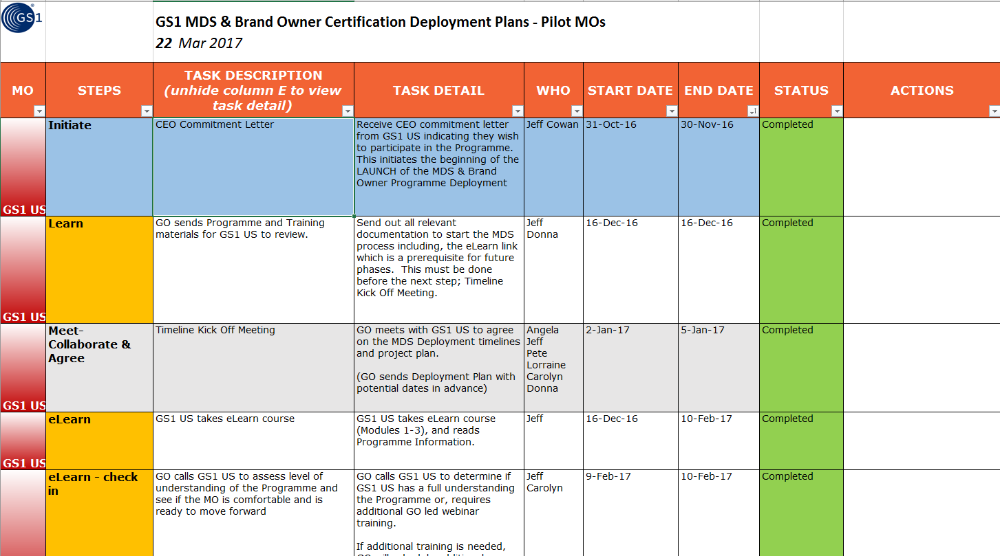 GS1
GS1 MDS & Brand Owner Certification Deployment Plans - Pilot MOs
22 Mar 2017
MO
STEPS
TASK DESCRIPTION
(unhide column E to view
task detail)
TASK DETAIL
WHO
START DATE
END DATE
STATUS
ACTIONS
GS1 US
Initiate
CEO Commitment Letter
Receive CEO commitment letter
from GS1 US indicating they wish
to participate in the Programme.
This initiates the beginning of the
LAUNCH of the MDS & Brand
Owner Programme Deployment
Jeff Cowan
31-Oct-16
30-Nov-16
Completed
GS1 US
Learn
GO sends Programme and Training
materials for GS1 US to review.
Send out all relevant
documentation to start the MDS
process including, the eLearn link
which is a prerequisite for future
phases.  This must be done
before the next step; Timeline
Kick Off Meeting.
Jeff
Donna
16-Dec-16
16-Dec-16
Completed
GS1 US
Meet-
Collaborate &
Agree
Timeline Kick Off Meeting
GO meets with GS1 US to agree
on the MDS Deployment timelines
and project plan.
(GO sends Deployment Plan with
potential dates in advance)
Angela
Jeff
Pete
Lorraine
Carolyn
Donna
2-Jan-17
5-Jan-17
Completed
GS1 US
eLearn
GS1 US takes eLearn course
GS1 US takes eLearn course
(Modules 1-3), and reads
Programme Information.
Jeff
16-Dec-16
10-Feb-17
Completed
eLearn - check
in
GO calls GS1 US to assess level of
understanding of the Programme and
see if the MO is comfortable and is
ready to move forward
GO calls GS1 US to determine if
GS1 US has a full understanding
the Programme or, requires
additional GO led webinar
training.
If additional training is needed,
Jeff
Carolyn
9-Feb-17
10-Feb-17
Completed